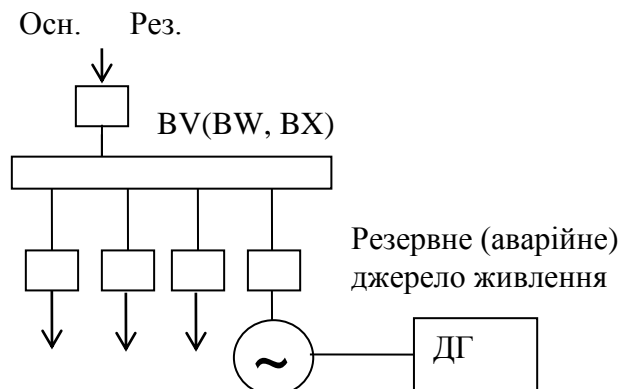 Осн. Рез.
BV(BW, BX)
Резервне (аварійне)
джерело живлення
~
ДГ